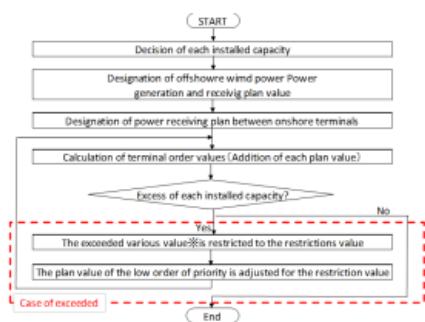 START
Decision of each installed capacity
Designation of offshowre wimd power Power
generation and receivig plan value
Designation of power receiving plan between onshore terminals
Calculation of terminal order values (Addition of each plan value)
Excess of each installed capacity?
No
Yes
The exceeded various value※is restricted to the restrictions value
The plan value of the low order of priority is adjusted for the restriction value
Case of exceeded
End